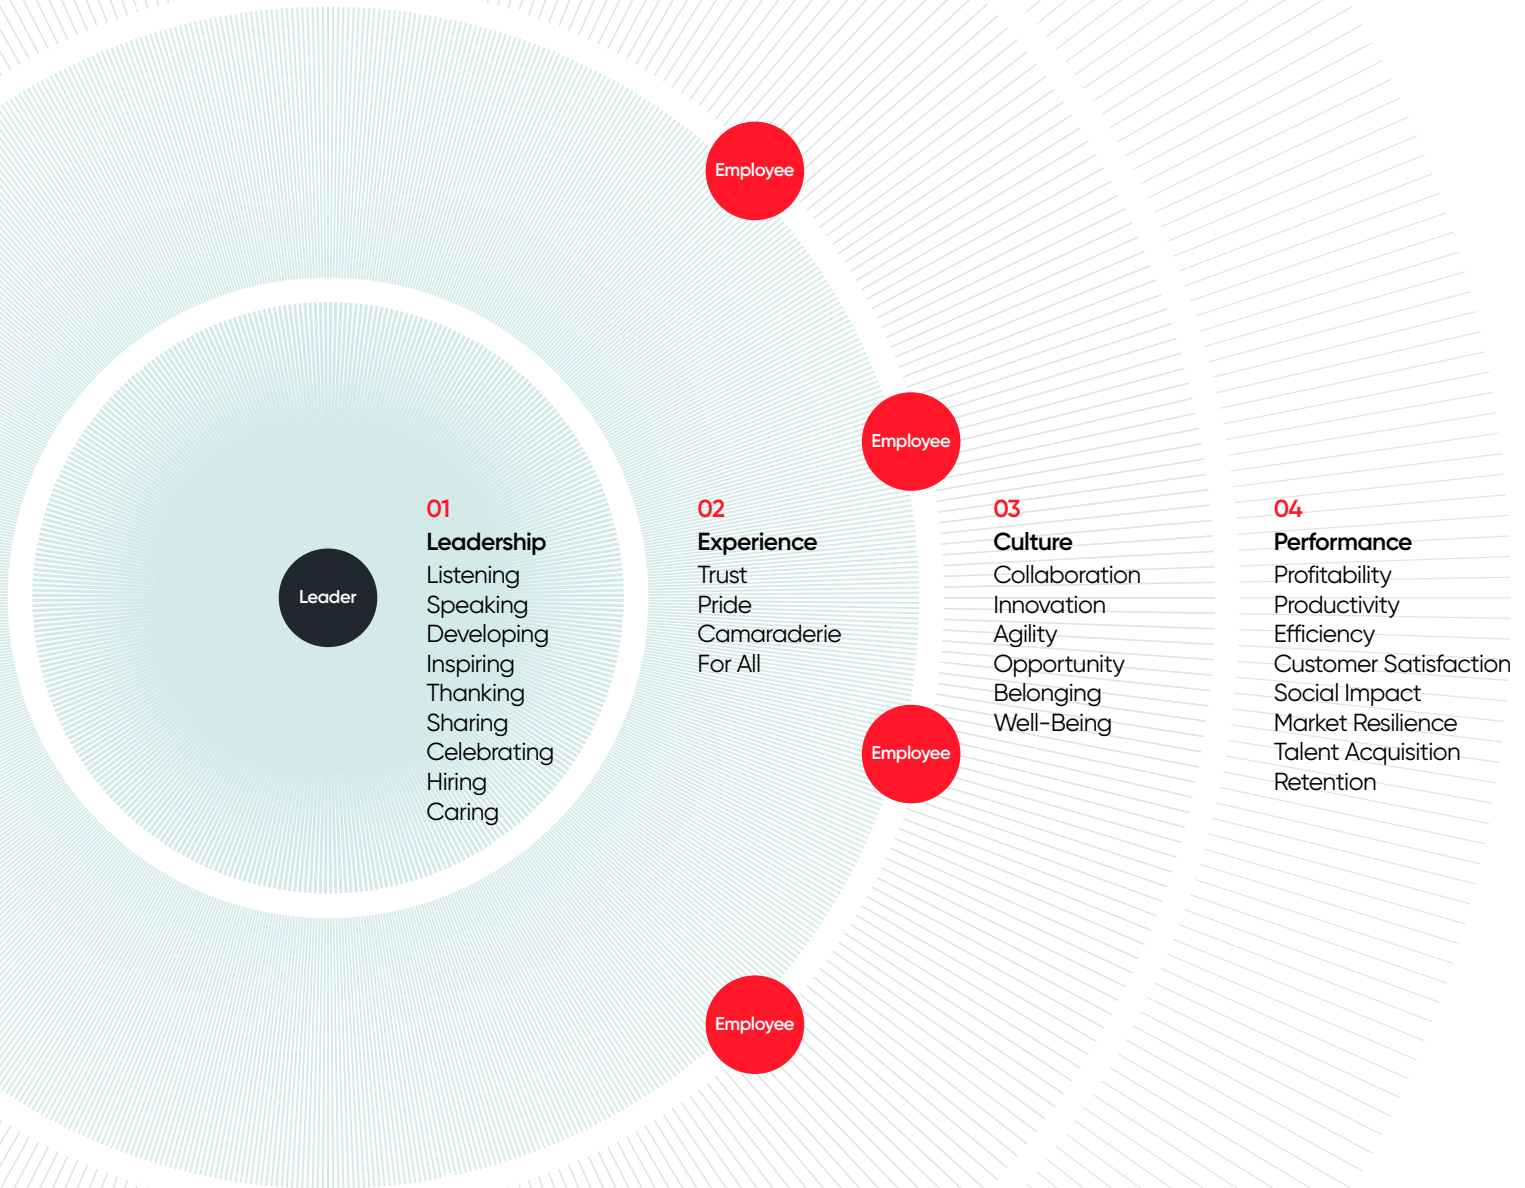 Employee
Employee
Leader
01
Leadership
Listening
Speaking
Developing
Inspiring
Thanking
Sharing
Celebrating
Hiring
Caring
02
Experience
Trust
Pride
Camaraderie
For All
03
Culture
Collaboration
Innovation
Agility
Opportunity
Belonging
Well-Being
04
Performance
Profitability
Productivity
Efficiency
Customer Satisfaction
Social Impact
Market Resilience
Talent Acquisition
Retention
Employee
Employee